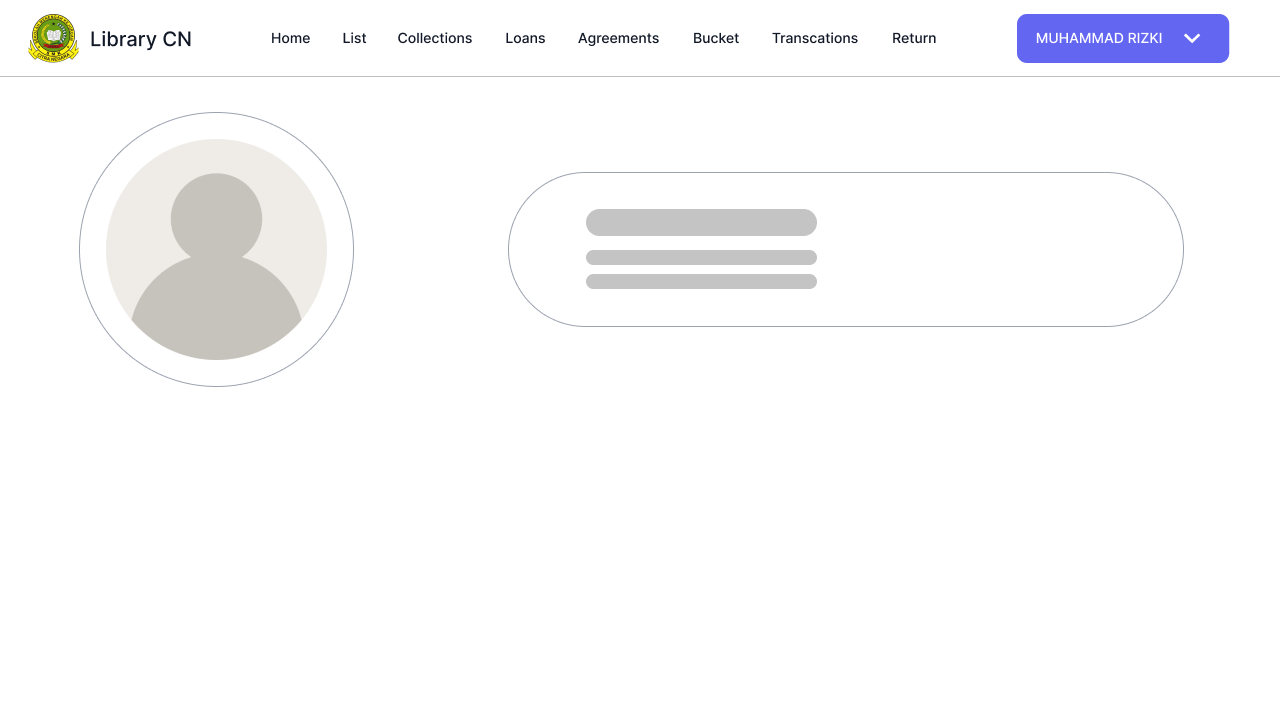 Library CN
Home List Collections Loans Agreements Bucket Transcations Return
MUHAMMAD RIZKI